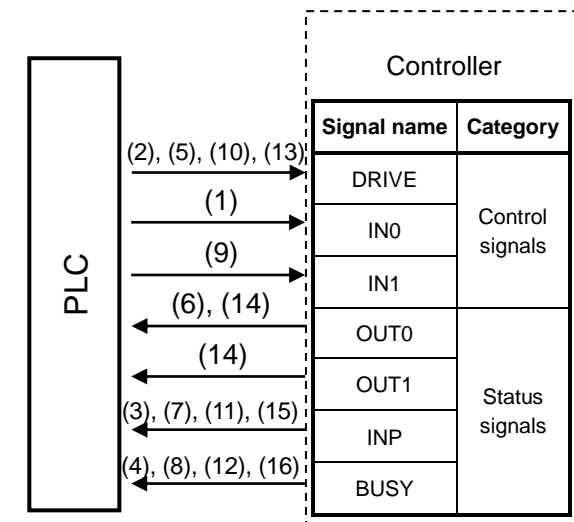 Controller
Signal name Category
(2), (5), (10), (13)
DRIVE
(1)
IN0
Control
signals
(9)
IN1
PLC
(6), (14)
OUT0
(14)
OUT1
Status
signals
(3), (7), (11), (15)
INP
(4), (8), (12), (16)
BUSY